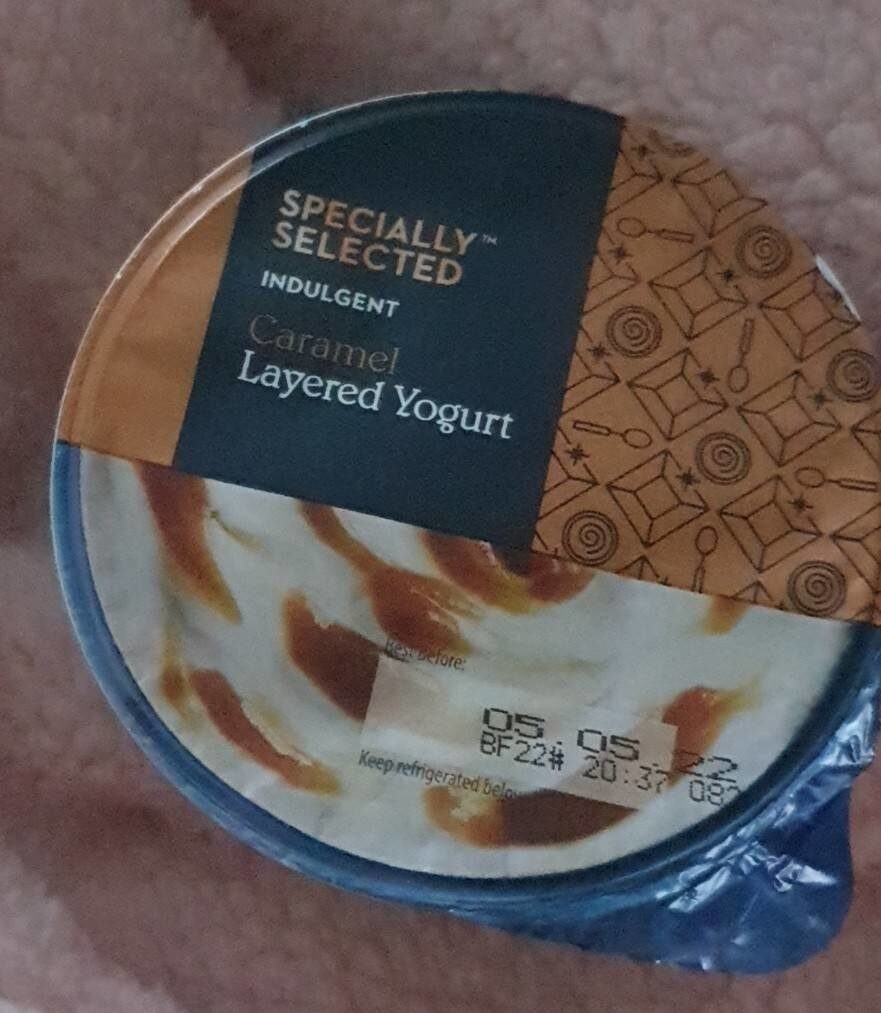 SPECIALLY™
SELECTED
INDULGENT
Caramel
Layered Yogurt
Best Before:
05.05.22
BF22# 20:37
Keep refrigerated